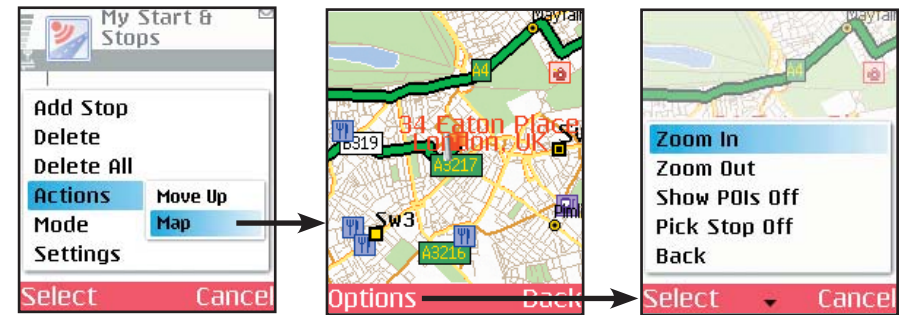 My Start &
Stops
Add Stop
Delete
Delete All
Actions
Mode
Settings
Move Up
Map
Select Cancel
Mayfair
A4
34 Eaton Place
London, UK
B319
A3217
Sw3
A3216
Options Back
Mayfair
A4
Zoom In
Zoom Out
Show POIs Off
Pick Stop Off
Back
Select Cancel